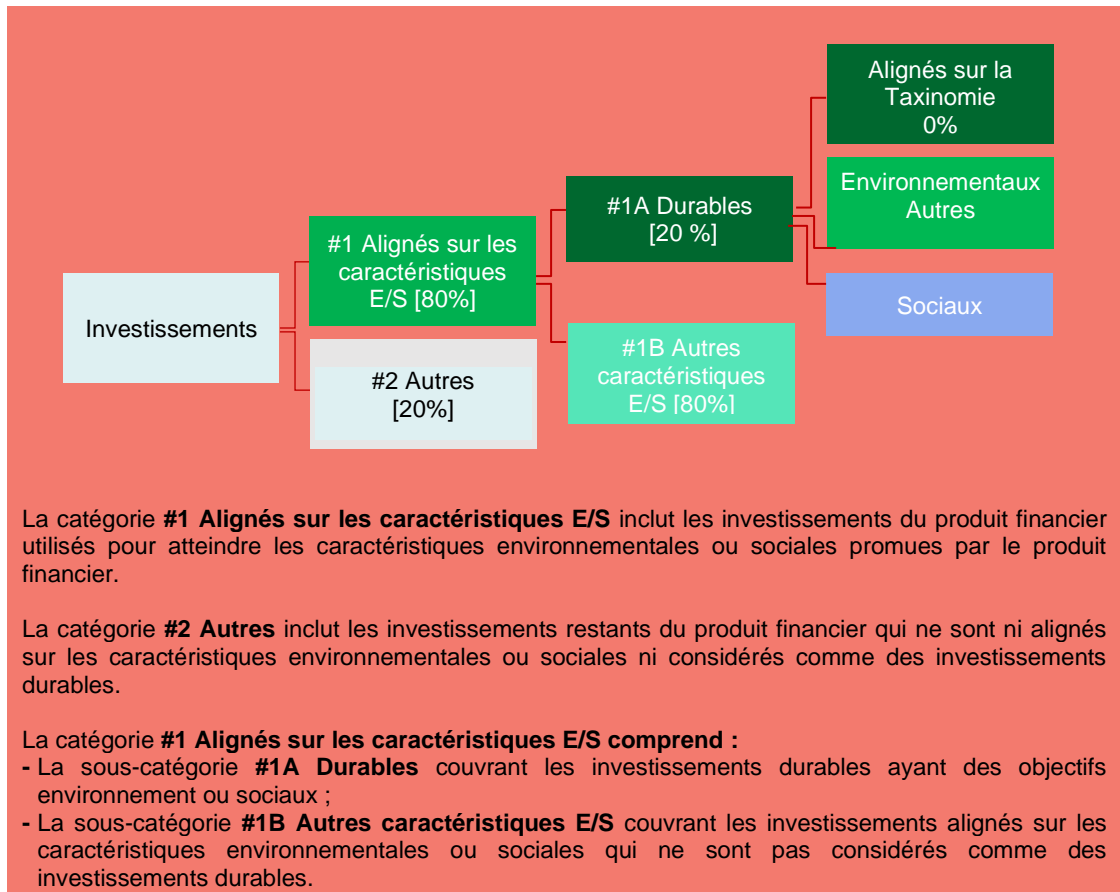 Alignés sur la
Taxinomie
0%
Environnementaux
Autres
#1A Durables
[20 %]
#1 Alignés sur les
caractéristiques
E/S [80%]
Sociaux
Investissements
#1B Autres
caractéristiques
E/S [80%]
#2 Autres
[20%]
La catégorie #1 Alignés sur les caractéristiques E/S inclut les investissements du produit financier
utilisés pour atteindre les caractéristiques environnementales ou sociales promues par le produit
financier.
La catégorie #2 Autres inclut les investissements restants du produit financier qui ne sont ni alignés
sur les caractéristiques environnementales ou sociales ni considérés comme des investissements
durables.
La catégorie #1 Alignés sur les caractéristiques E/S comprend :
- La sous-catégorie #1A Durables couvrant les investissements durables ayant des objectifs
environnement ou sociaux ;
- La sous-catégorie #1B Autres caractéristiques E/S couvrant les investissements alignés sur les
caractéristiques environnementales ou sociales qui ne sont pas considérés comme des
investissements durables.